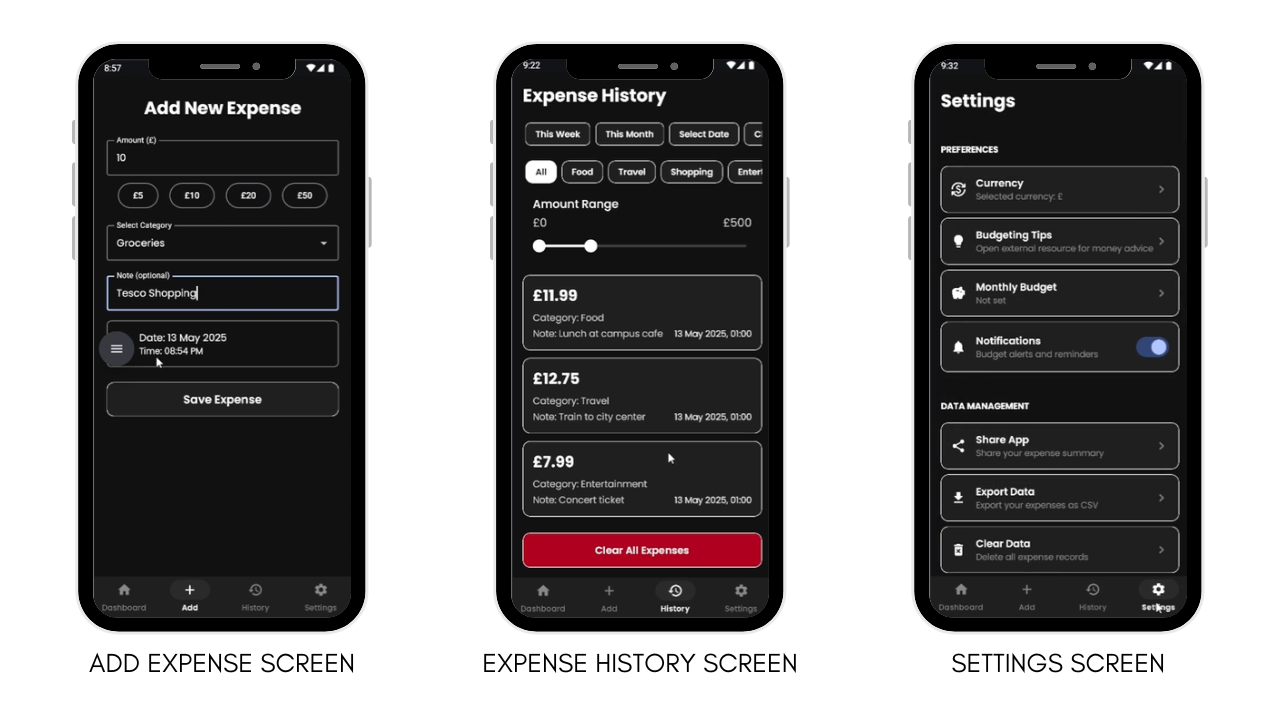 8:57
Add New Expense
Amount (£)
10
£5 £10 £20 £50
Select Category
Groceries
Note (optional)
Tesco Shopping
Date: 13 May 2025
Time: 08:54 PM
Save Expense
Dashboard Add History Settings
ADD EXPENSE SCREEN
9:22
Expense History
This Week This Month Select Date
All Food Travel Shopping
Amount Range
£0 £500
£11.99
Category: Food
Note: Lunch at campus cafe 13 May 2025, 01:00
£12.75
Category: Travel
Note: Train to city center 13 May 2025, 01:00
£7.99
Category: Entertainment
Note: Concert ticket 13 May 2025, 01:00
Clear All Expenses
Dashboard Add History Settings
EXPENSE HISTORY SCREEN
9:32
Settings
PREFERENCES
Currency
Selected currency: £
Budgeting Tips
Open external resource for money advice
Monthly Budget
Not set
Notifications
Budget alerts and reminders
DATA MANAGEMENT
Share App
Share your expense summary
Export Data
Export your expenses as CSV
Clear Data
Delete all expense records
Dashboard Add History Settings
SETTINGS SCREEN